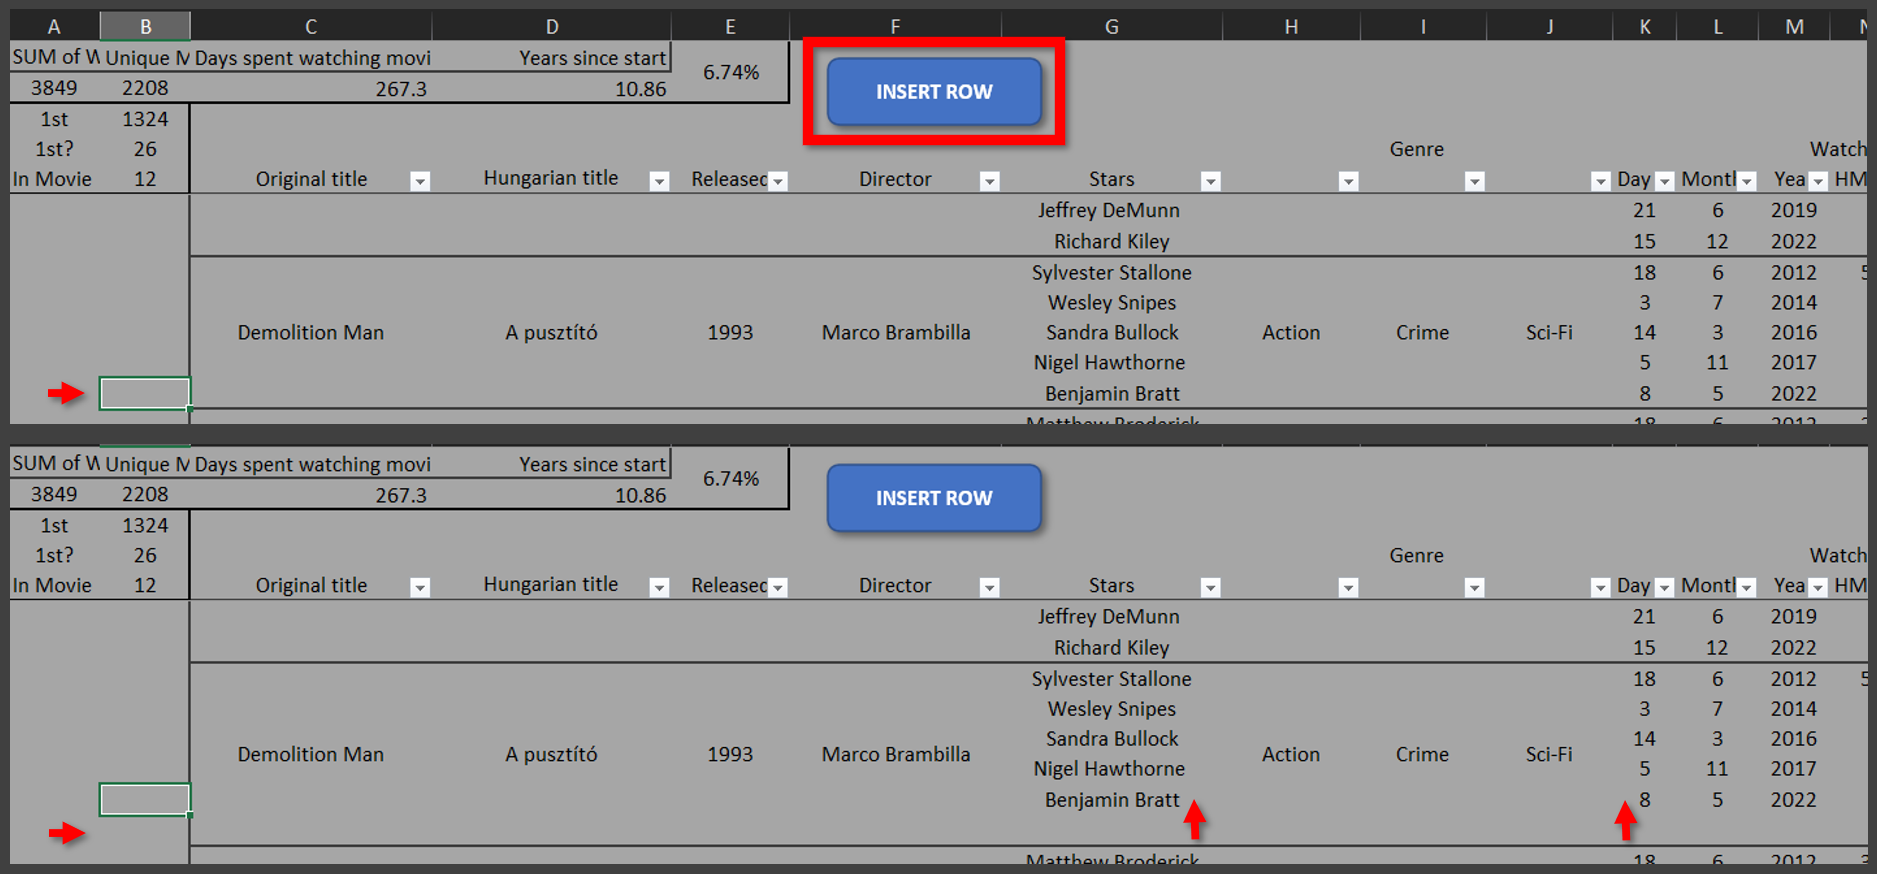 A B C D E F G H I J K L M N
SUM of W Unique M Days spent watching movi Years since start 6.74% INSERT ROW
3849 2208 267.3 10.86
1st 1324
1st? 26 Genre Watch
In Movie 12 Original title Hungarian title Released Director Stars Day Montl Yea HM
Jeffrey DeMunn 21 6 2019
Richard Kiley 15 12 2022
Sylvester Stallone 18 6 2012 5
Wesley Snipes 3 7 2014
Demolition Man A pusztító 1993 Marco Brambilla Sandra Bullock Action Crime Sci-Fi 14 3 2016
Nigel Hawthorne 5 11 2017
Benjamin Bratt 8 5 2022
Matthew Broderick 18 6 2012
SUM of W Unique M Days spent watching movi Years since start 6.74% INSERT ROW
3849 2208 267.3 10.86
1st 1324
1st? 26 Genre Watch
In Movie 12 Original title Hungarian title Released Director Stars Day Montl Yea HM
Jeffrey DeMunn 21 6 2019
Richard Kiley 15 12 2022
Sylvester Stallone 18 6 2012 5
Wesley Snipes 3 7 2014
Sandra Bullock 14 3 2016
Demolition Man A pusztító 1993 Marco Brambilla Action Crime Sci-Fi
Nigel Hawthorne 5 11 2017
Benjamin Bratt 8 5 2022
Matthew Broderick 18 6 2012